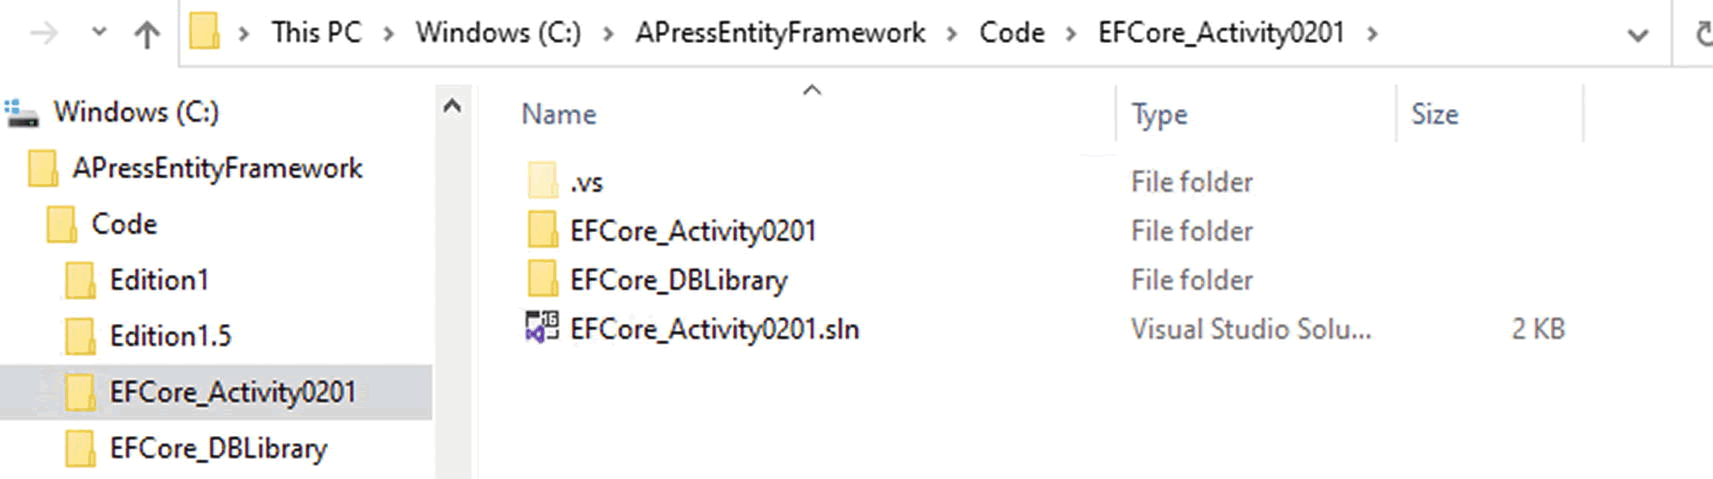 This PC > Windows (C:) > APressEntityFramework > Code > EFCore_Activity0201 >
Windows (C:)
APressEntityFramework
Code
Edition1
Edition1.5
EFCore_Activity0201
EFCore_DBLibrary
Name Type Size
.vs File folder
EFCore_Activity0201 File folder
EFCore_DBLibrary File folder
EFCore_Activity0201.sln Visual Studio Solu... 2 KB